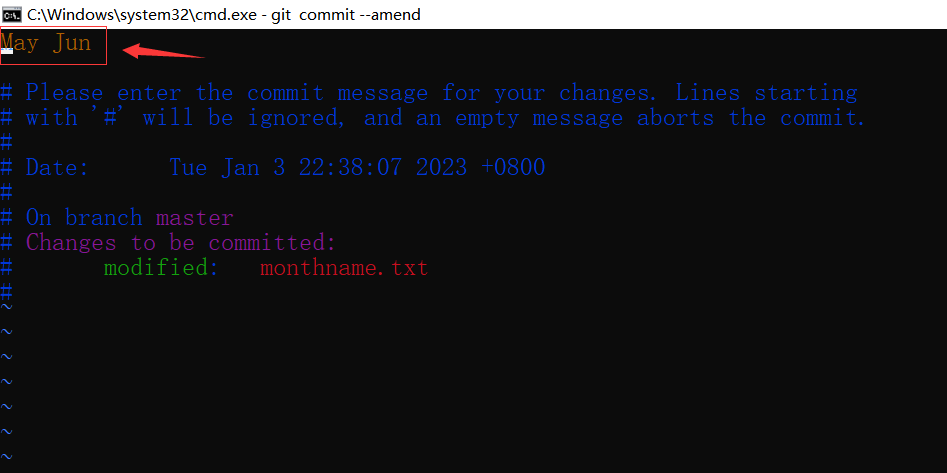 C:\Windows\system32\cmd.exe - git  commit --amend
May Jun
# Please enter the commit message for your changes. Lines starting
# with '#' will be ignored, and an empty message aborts the commit.
#
# Date:      Tue Jan 3 22:38:07 2023 +0800
#
# On branch master
# Changes to be committed:
#       modified:   monthname.txt
#
~
~
~
~
~
~
~